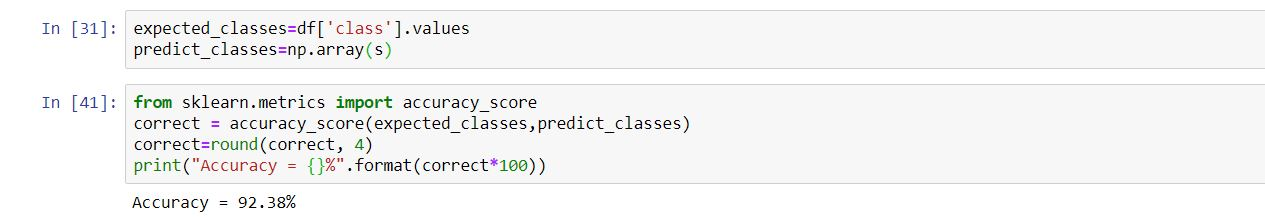 In [31]: expected_classes=df['class'].values
predict_classes=np.array(s)
In [41]: from sklearn.metrics import accuracy_score
correct = accuracy_score(expected_classes,predict_classes)
correct=round(correct, 4)
print("Accuracy = {}%".format(correct*100))
Accuracy = 92.38%